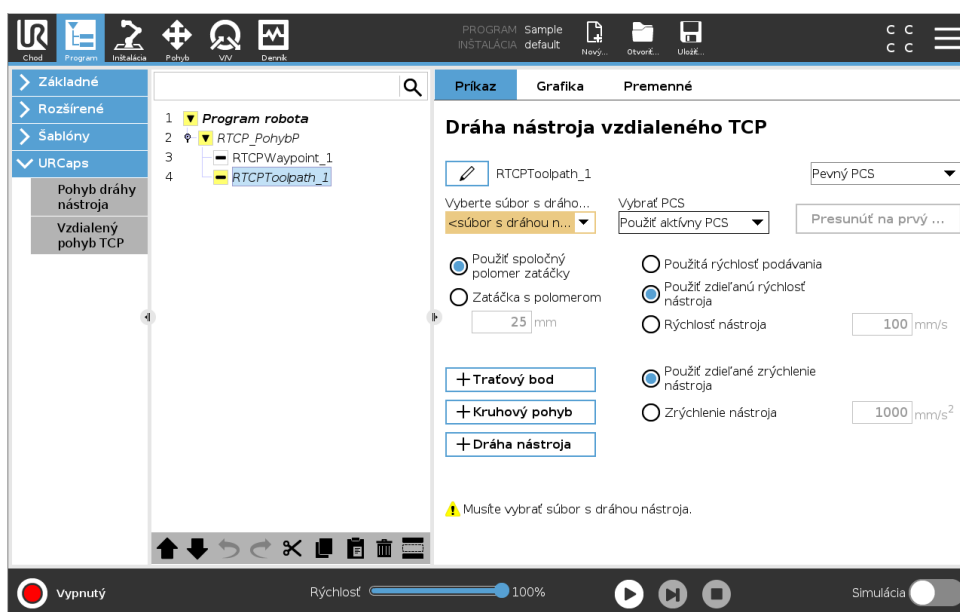 PROGRAM Sample
INŠTALÁCIA default
Chod
Program
Inštalácia
Pohyb
V/V
Denník
Nový...
Otvoriť...
Uložiť...
C C
C C
Základné
Rozšírené
Šablóny
URCaps
Pohyb dráhy
nástroja
Vzdialený
pohyb TCP
1 Program robota
2 RTCP_PohybP
3 RTCPWaypoint_1
4 RTCPToolpath_1
Príkaz
Grafika
Premenné
Dráha nástroja vzdialeného TCP
RTCPToolpath_1
Pevný PCS
Vyberte súbor s dráho...
Vybrať PCS
<súbor s dráhou n...
Použiť aktívny PCS
Presunúť na prvý ...
Použiť spoločný
polomer zatáčky
Zatáčka s polomerom
25 mm
Použitá rýchlosť podávania
Použiť zdieľanú rýchlosť
nástroja
Rýchlosť nástroja
100 mm/s
+ Traťový bod
+ Kruhový pohyb
+ Dráha nástroja
Použiť zdieľané zrýchlenie
nástroja
Zrýchlenie nástroja
1000 mm/s²
Musíte vybrať súbor s dráhou nástroja.
Vypnutý
Rýchlosť
100%
Simulácia